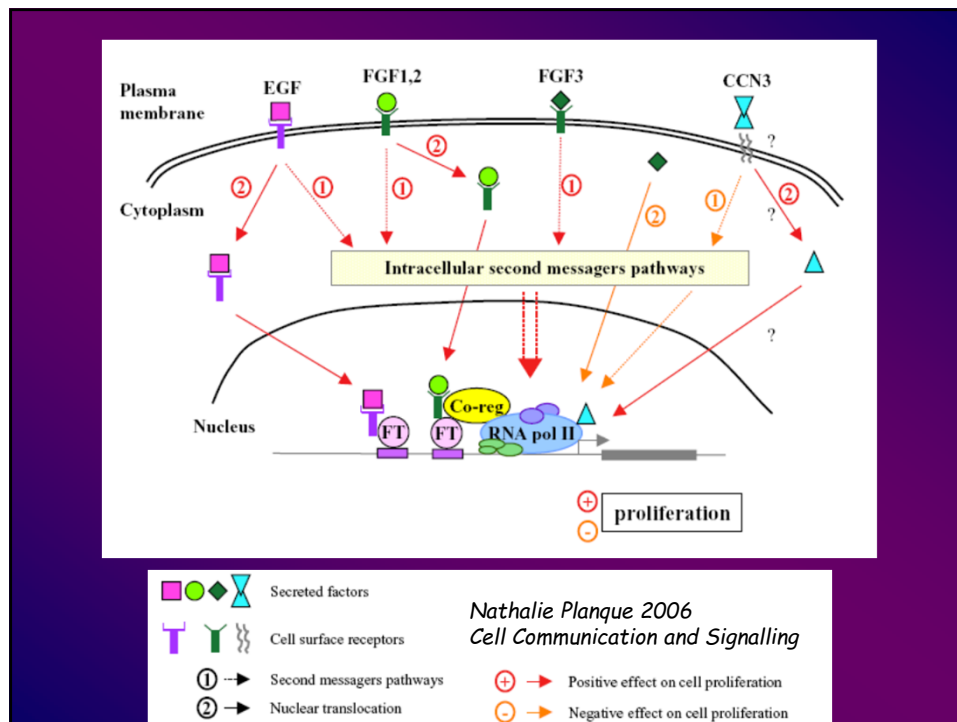 Plasma
membrane
EGF
FGF1,2
FGF3
CCN3
?
2
1
1
2
1
2
1
2
?
Cytoplasm
Intracellular second messagers pathways
?
Nucleus
FT
FT
Co-reg
RNA pol II
+
-
proliferation
Secreted factors
Cell surface receptors
1 Second messagers pathways
2 Nuclear translocation
Nathalie Planque 2006
Cell Communication and Signalling
+ Positive effect on cell proliferation
- Negative effect on cell proliferation